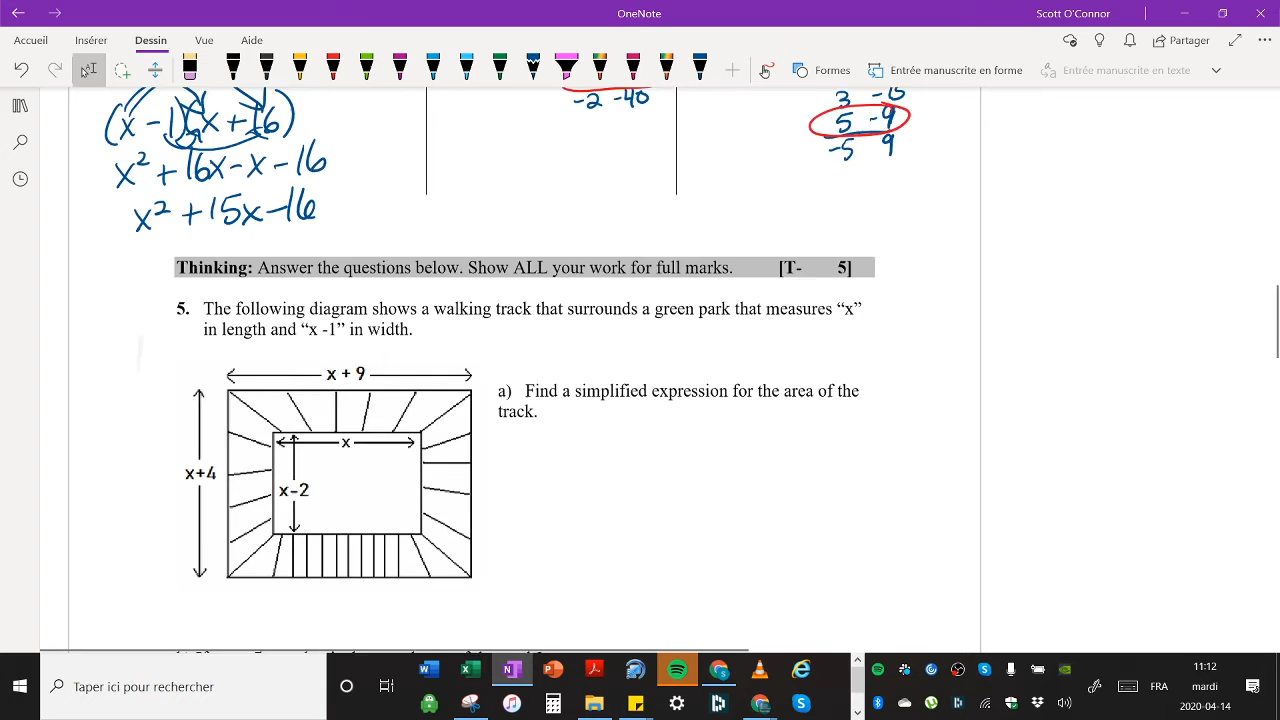 OneNote
Scott O'Connor
Accueil Insérer Dessin Vue Aide
Partager
Formes
Entrée manuscrite en forme
Entrée manuscrite en texte
(x - 1)(x + 16)
x² + 16x - x - 16
x² + 15x - 16
-2 -40
3 -15
5 -9
-5 9
Thinking: Answer the questions below. Show ALL your work for full marks. [T- 5]
5. The following diagram shows a walking track that surrounds a green park that measures “x”
in length and “x -1” in width.
x + 9
x
x+4
x-2
a) Find a simplified expression for the area of the
track.
Taper ici pour rechercher
FRA
11:12
mardi
2020-04-14